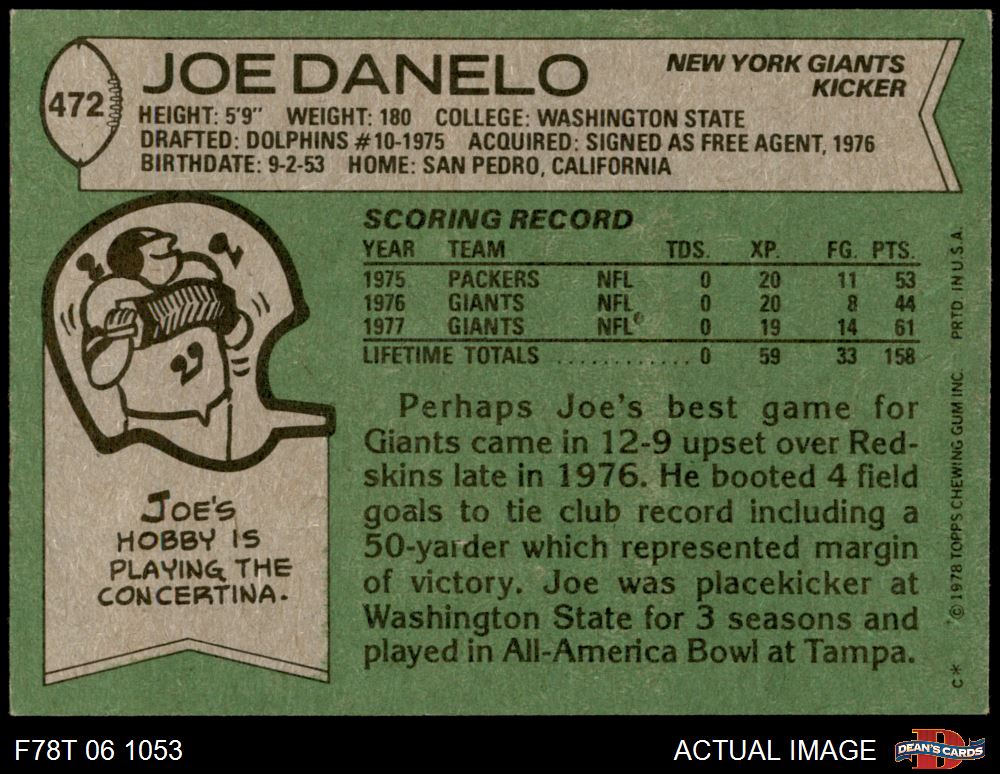 472
JOE DANELO
NEW YORK GIANTS
KICKER
HEIGHT: 5'9" WEIGHT: 180 COLLEGE: WASHINGTON STATE
DRAFTED: DOLPHINS #10-1975 ACQUIRED: SIGNED AS FREE AGENT, 1976
BIRTHDATE: 9-2-53 HOME: SAN PEDRO, CALIFORNIA
SCORING RECORD
YEAR TEAM TDS. XP. FG. PTS.
1975 PACKERS NFL 0 20 11 53
1976 GIANTS NFL 0 20 8 44
1977 GIANTS NFL 0 19 14 61
LIFETIME TOTALS ............ 0 59 33 158
Perhaps Joe's best game for
Giants came in 12-9 upset over Red-
skins late in 1976. He booted 4 field
goals to tie club record including a
50-yarder which represented margin
of victory. Joe was placekicker at
Washington State for 3 seasons and
played in All-America Bowl at Tampa.
JOE'S
HOBBY IS
PLAYING THE
CONCERTINA.
C* © 1978 TOPPS CHEWING GUM INC. PRTD. IN U.S.A.
F78T 06 1053
ACTUAL IMAGE
D
DEAN'S CARDS